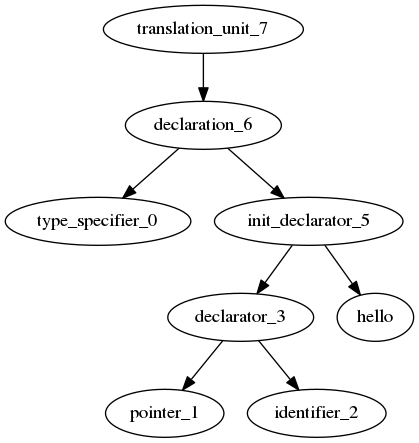 translation_unit_7
declaration_6
type_specifier_0
init_declarator_5
declarator_3
hello
pointer_1
identifier_2